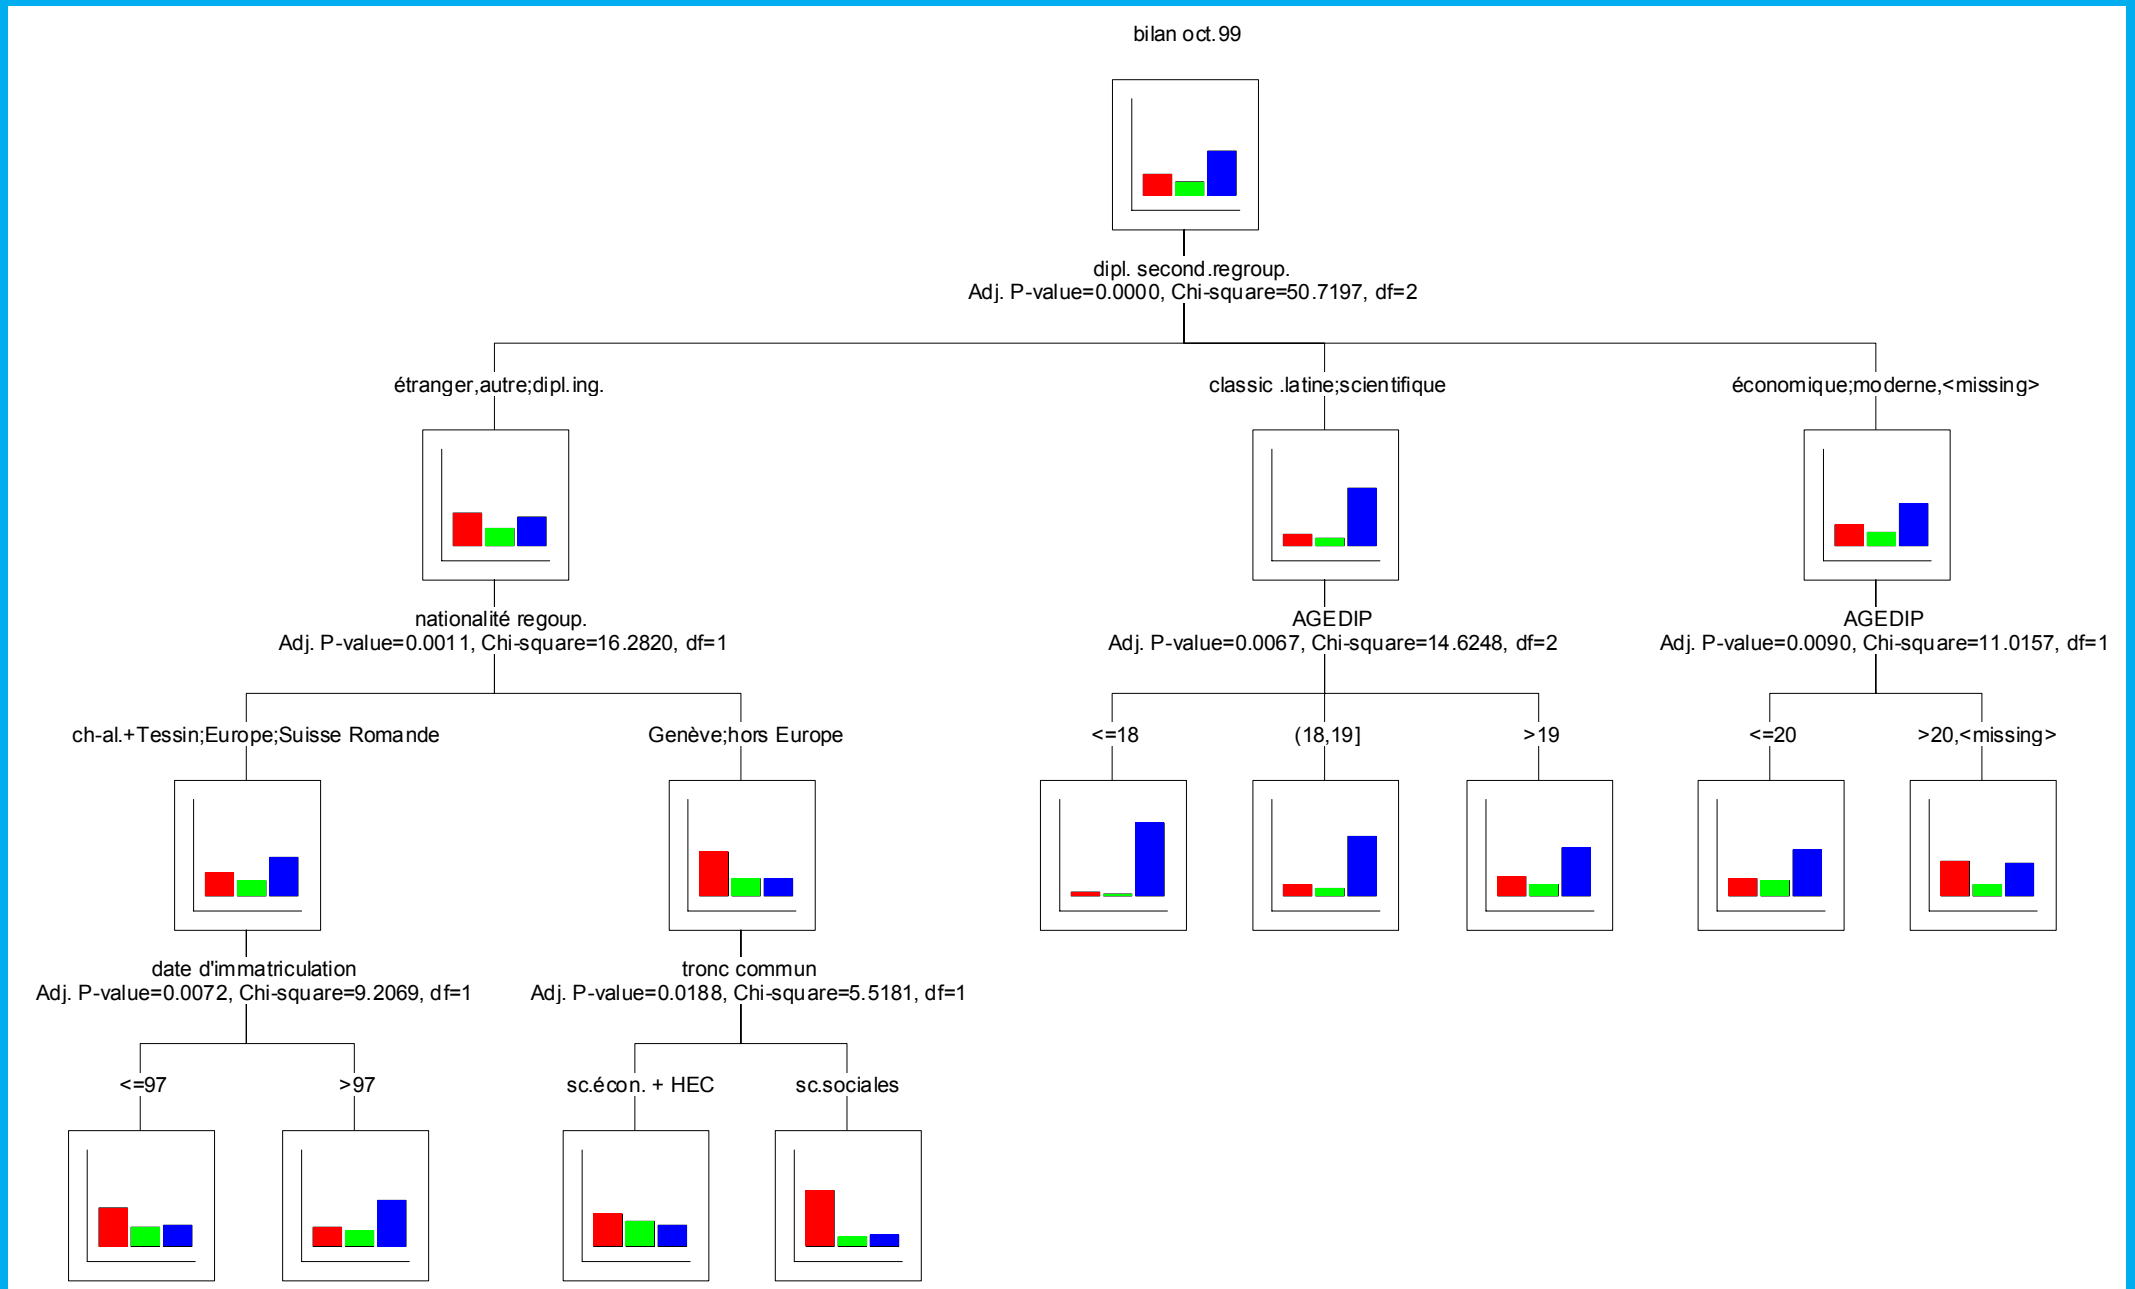 bilan oct.99
dipl. second.regroup.
Adj. P-value=0.0000, Chi-square=50.7197, df=2
étranger,autre;dipl.ing.
classic .latine;scientifique
économique;moderne,<missing>
nationalité regoup.
Adj. P-value=0.0011, Chi-square=16.2820, df=1
AGEDIP
Adj. P-value=0.0067, Chi-square=14.6248, df=2
AGEDIP
Adj. P-value=0.0090, Chi-square=11.0157, df=1
ch-al.+Tessin;Europe;Suisse Romande
Genève;hors Europe
<=18
(18,19]
>19
<=20
>20,<missing>
date d'immatriculation
Adj. P-value=0.0072, Chi-square=9.2069, df=1
tronc commun
Adj. P-value=0.0188, Chi-square=5.5181, df=1
<=97
>97
sc.écon. + HEC
sc.sociales